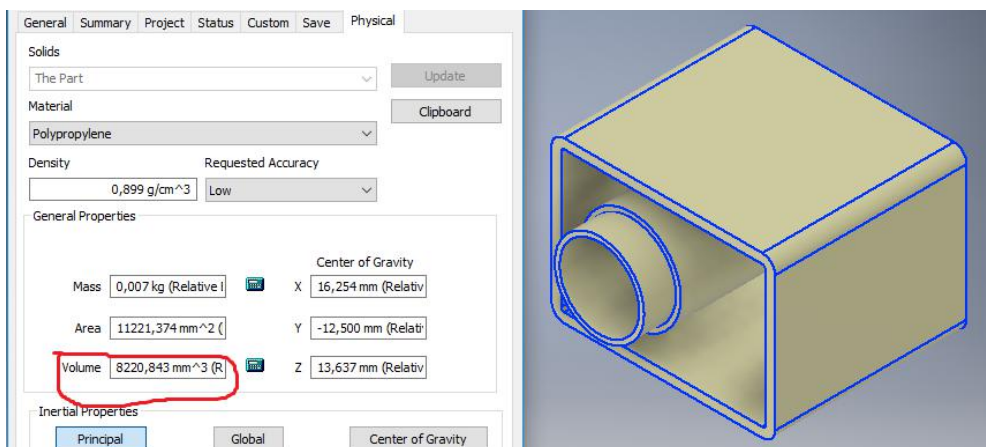 General Summary Project Status Custom Save Physical
Solids
The Part
Update
Material
Clipboard
Polypropylene
Density Requested Accuracy
0,899 g/cm^3 Low
General Properties
Center of Gravity
Mass 0,007 kg (Relative X 16,254 mm (Relativ
Area 11221,374 mm^2 ( Y -12,500 mm (Relati
Volume 8220,843 mm^3 (R Z 13,637 mm (Relativ
Inertial Properties
Principal Global Center of Gravity